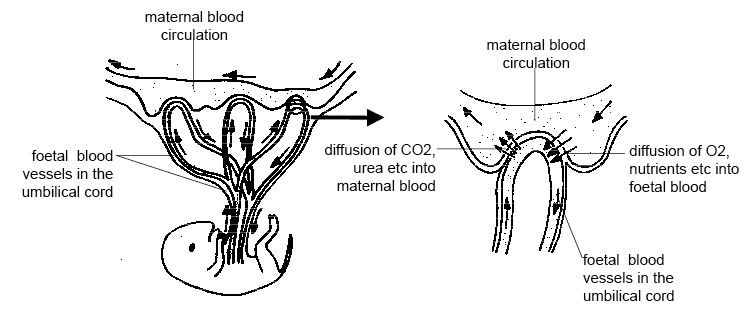 maternal blood
circulation
foetal blood
vessels in the
umbilical cord
maternal blood
circulation
diffusion of CO2,
urea etc into
maternal blood
diffusion of O2,
nutrients etc into
foetal blood
foetal blood
vessels in the
umbilical cord